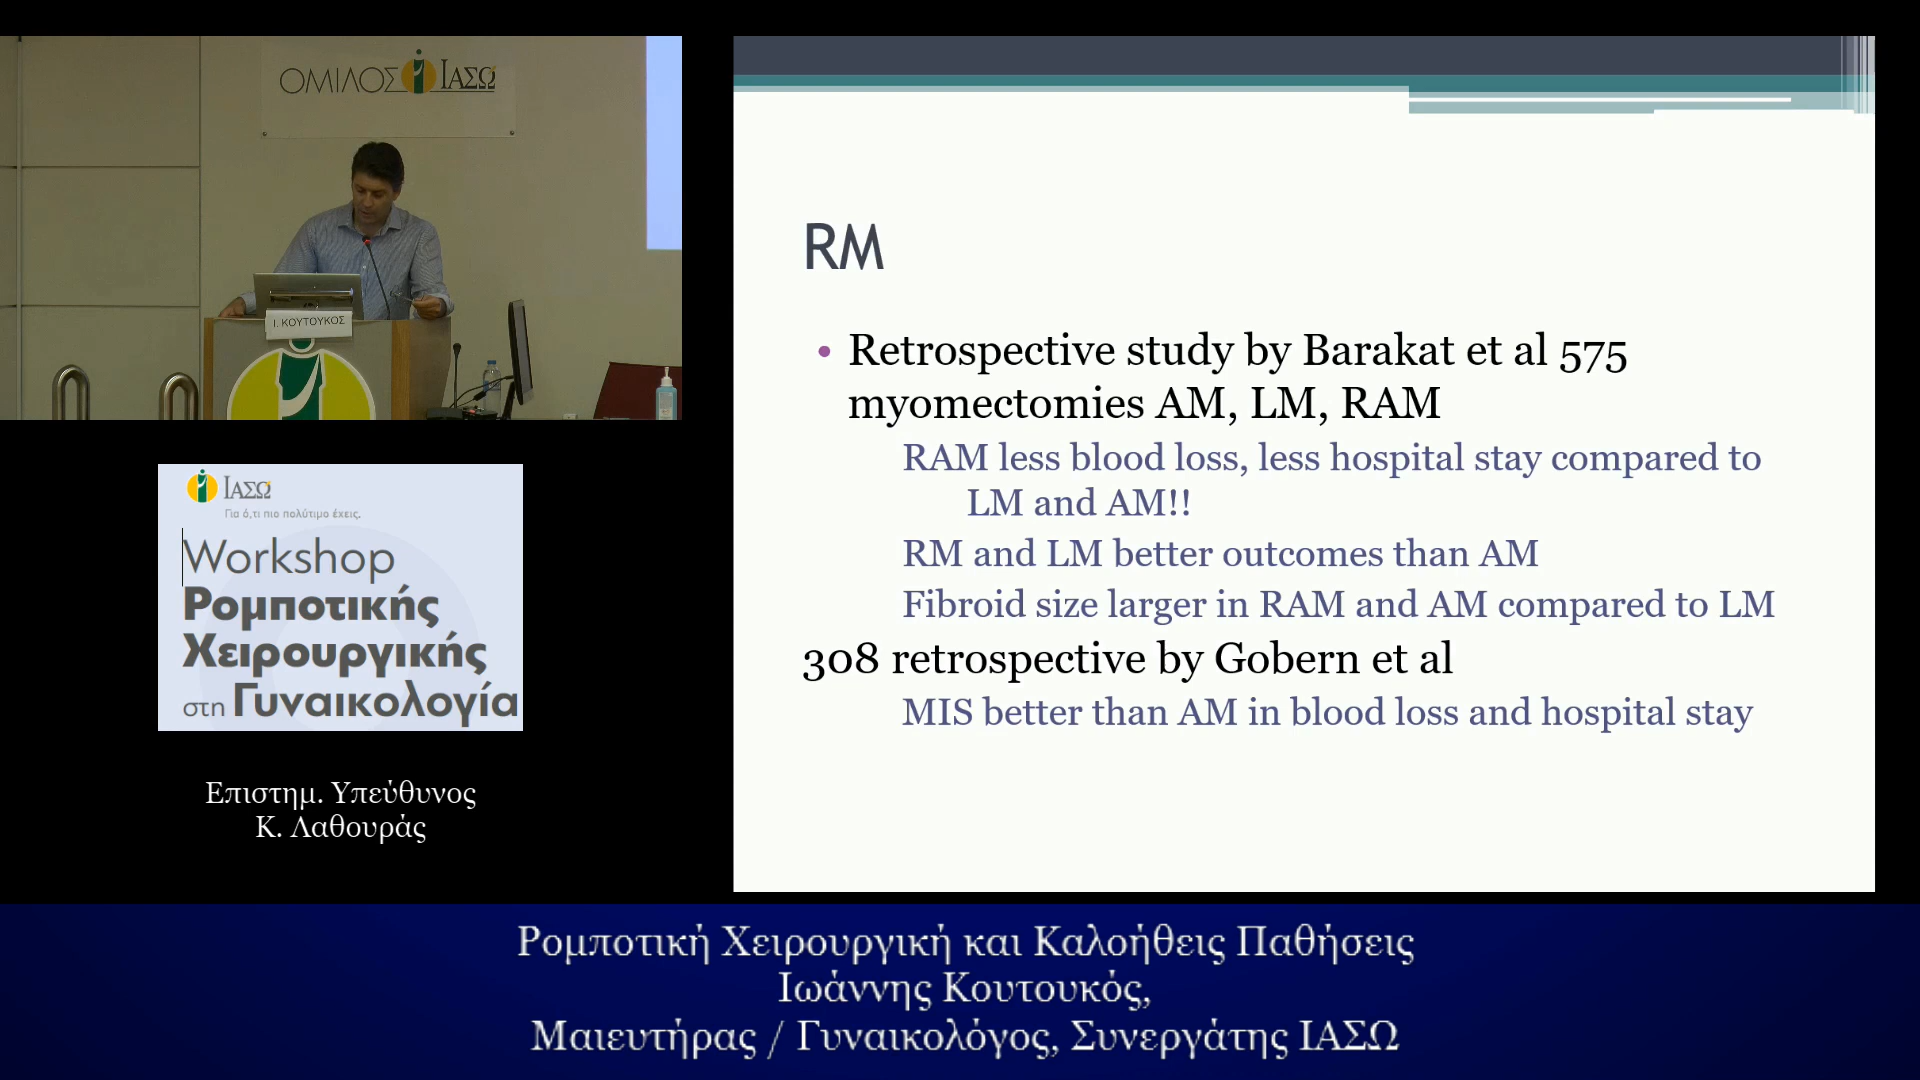 ΟΜΙΛΟΣ ΙΑΣΩ
Ι. ΚΟΥΤΟΥΚΟΣ
ΙΑΣΩ
Για ό,τι πιο πολύτιμο έχεις.
Workshop
Ρομποτικής
Χειρουργικής
στη Γυναικολογία
Επιστημ. Υπεύθυνος
Κ. Λαθουράς
RM
• Retrospective study by Barakat et al 575
myomectomies AM, LM, RAM
RAM less blood loss, less hospital stay compared to
LM and AM!!
RM and LM better outcomes than AM
Fibroid size larger in RAM and AM compared to LM
308 retrospective by Gobern et al
MIS better than AM in blood loss and hospital stay
Ρομποτική Χειρουργική και Καλοήθεις Παθήσεις
Ιωάννης Κουτουκός,
Μαιευτήρας / Γυναικολόγος, Συνεργάτης ΙΑΣΩ